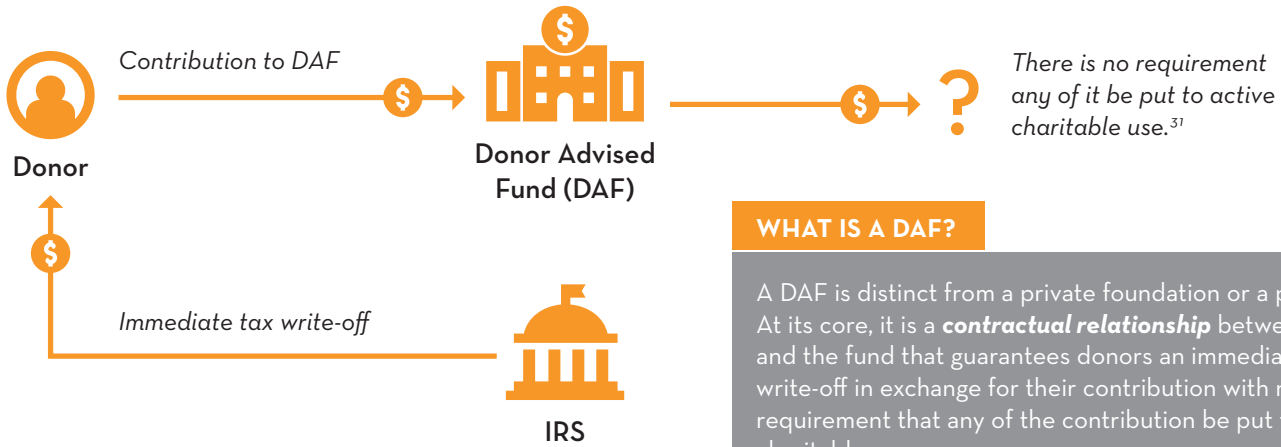 Contribution to DAF
Donor
Donor Advised
Fund (DAF)
There is no requirement
any of it be put to active
charitable use.31
Immediate tax write-off
IRS
WHAT IS A DAF?
A DAF is distinct from a private foundation or a
At its core, it is a contractual relationship
and the fund that guarantees donors an
write-off in exchange for their contribution with
requirement that any of the contribution be put